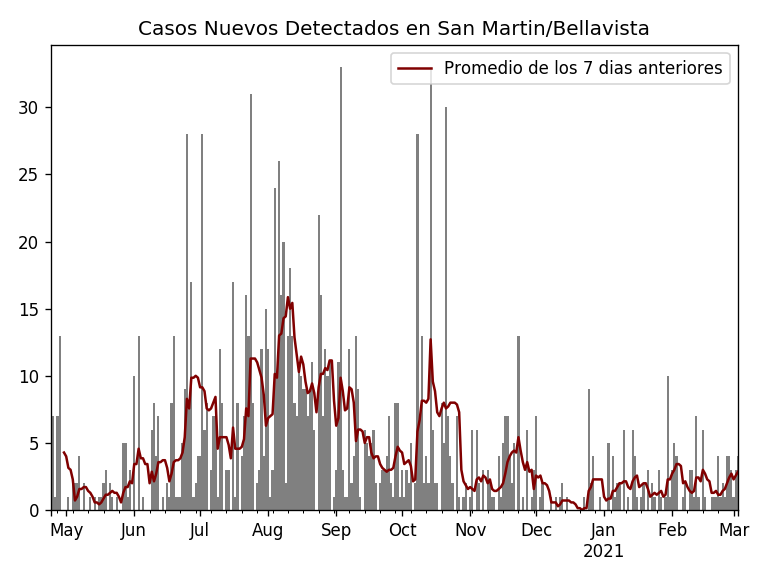 Casos Nuevos Detectados en San Martin/Bellavista
Promedio de los 7 dias anteriores
30
25
20
15
10
5
0
May Jun Jul Aug Sep Oct Nov Dec Jan Feb Mar
2021